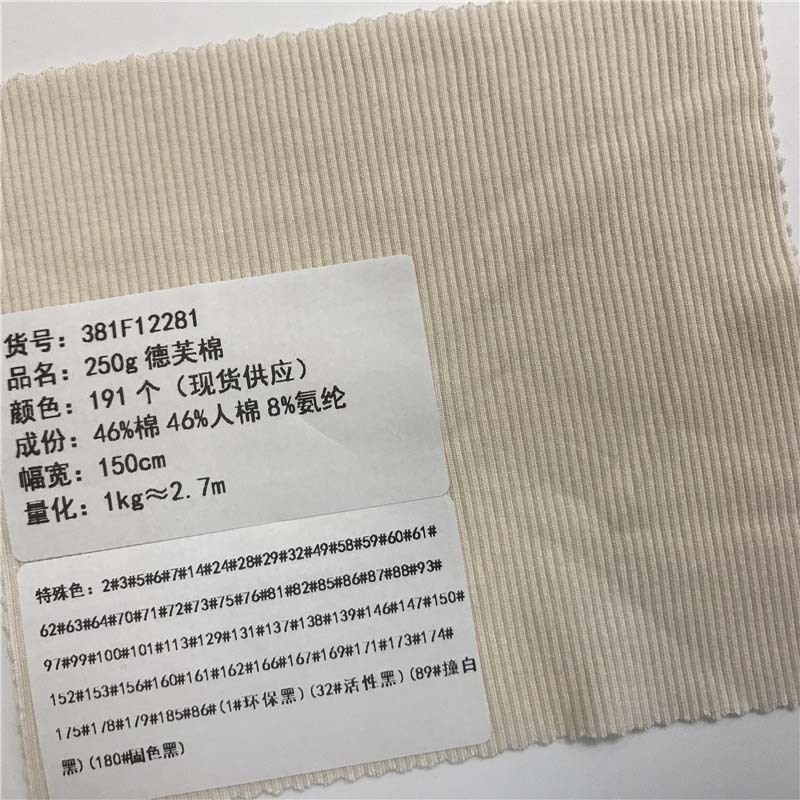 货号：381F12281
品名：250g 德芙棉
颜色：191 个（现货供应）
成份：46%棉 46%人棉 8%氨纶
幅宽：150cm
量化：1kg≈2.7m
特殊色：2#3#5#6#7#14#24#28#29#32#49#58#59#60#61#
62#63#64#70#71#72#73#75#76#81#82#85#86#87#88#93#
97#99#100#101#113#129#131#137#138#139#146#147#150#
152#153#156#160#161#162#166#167#169#171#173#174#
175#178#179#185#86#(1#环保黑)(32#活性黑)(89#撞白
黑)(180#固色黑)